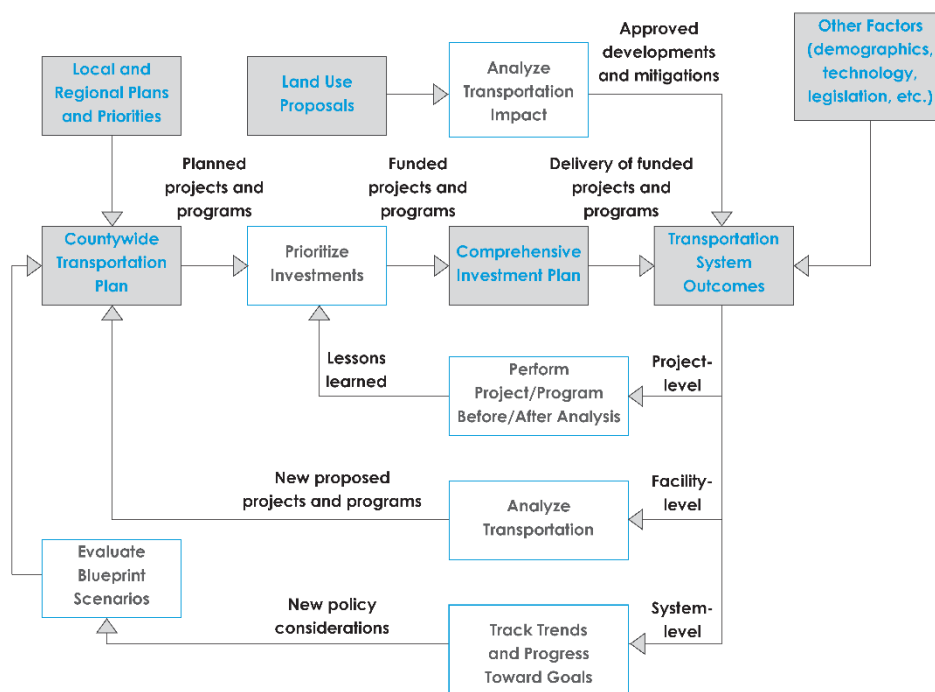 Local and
Regional Plans
and Priorities
Land Use
Proposals
Analyze
Transportation
Impact
Approved
developments
and mitigations
Other Factors
(demographics,
technology,
legislation, etc.)
Planned
projects and
programs
Funded
projects and
programs
Delivery of funded
projects and
programs
Countywide
Transportation
Plan
Prioritize
Investments
Comprehensive
Investment Plan
Transportation
System
Outcomes
Lessons
learned
Perform
Project/Program
Before/After Analysis
Project-
level
New proposed
projects and programs
Analyze
Transportation
Facility-
level
Evaluate
Blueprint
Scenarios
New policy
considerations
Track Trends
and Progress
Toward Goals
System-
level